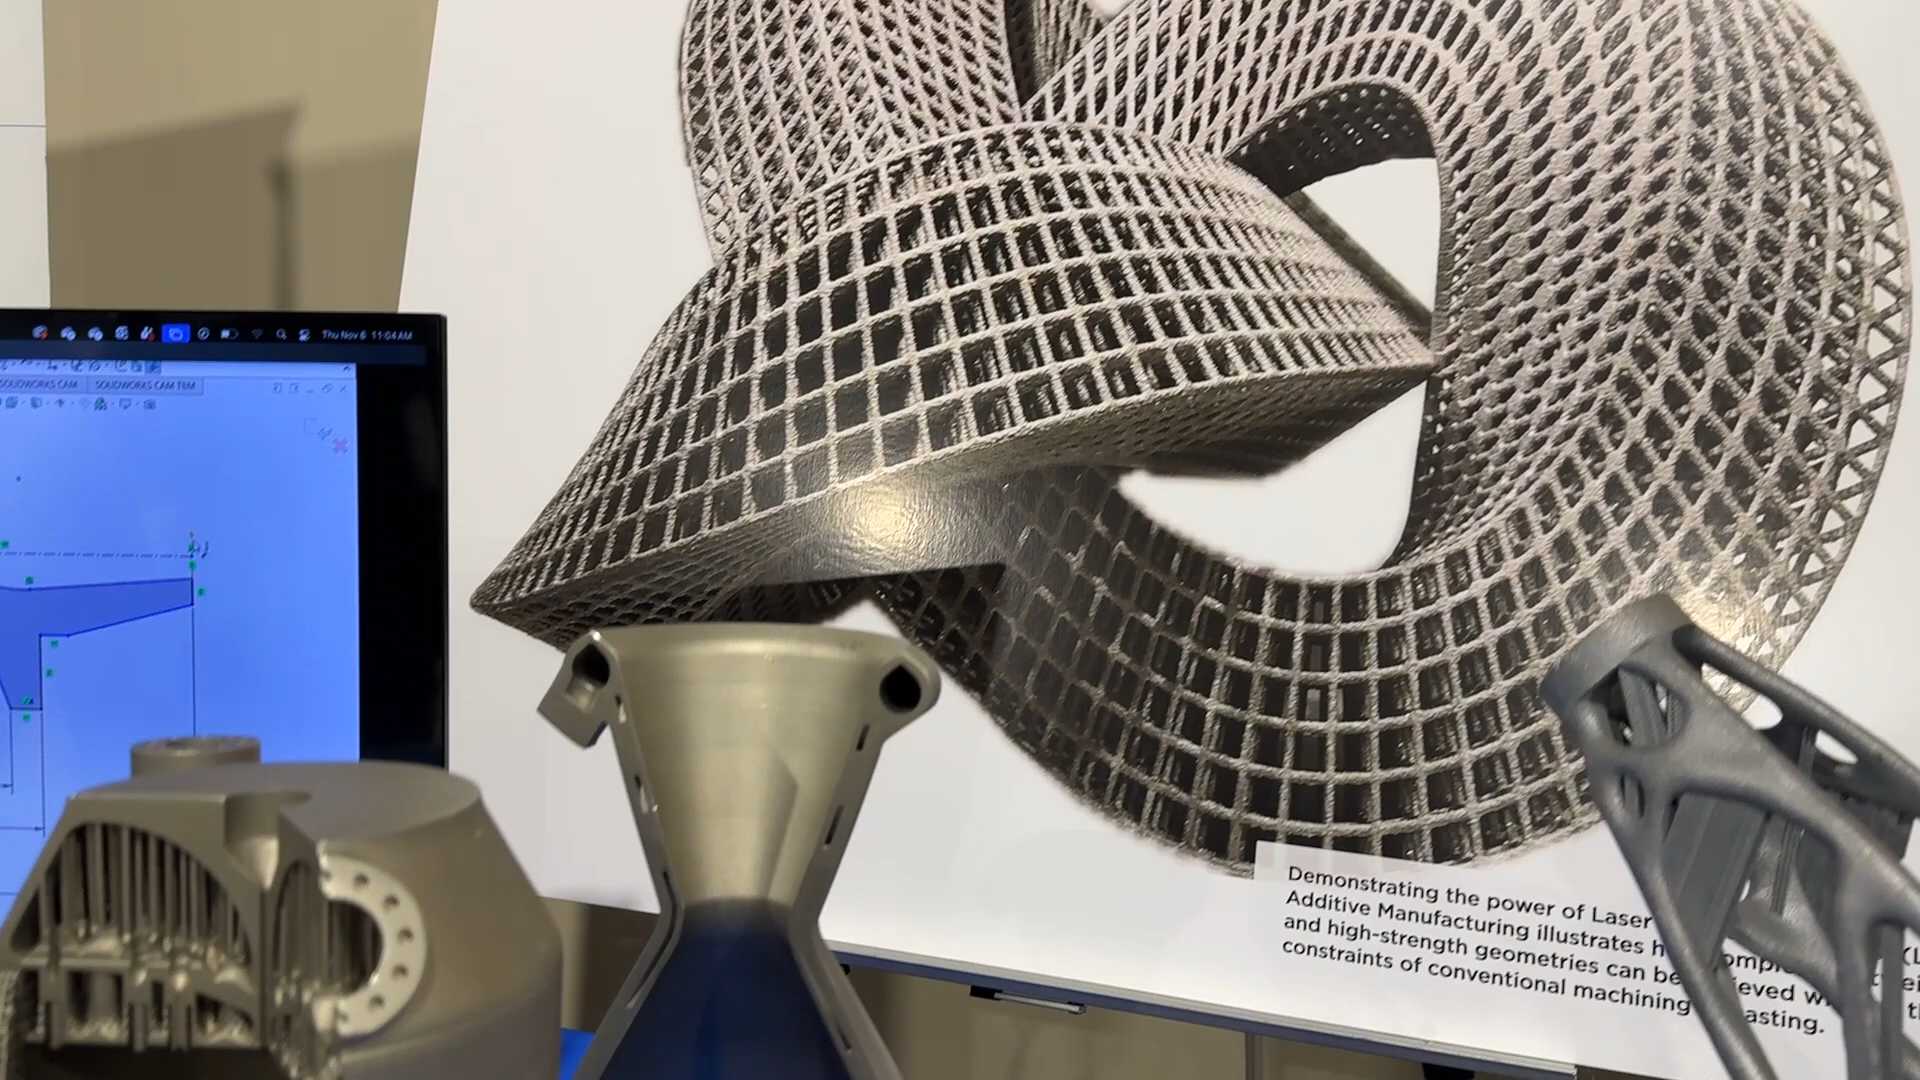 Thu Nov 6 11:04 AM
SOLIDWORKS CAM
SOLIDWORKS CAM TBM
Demonstrating the power of Laser
Additive Manufacturing illustrates
and high-strength geometries can be
constraints of conventional machining